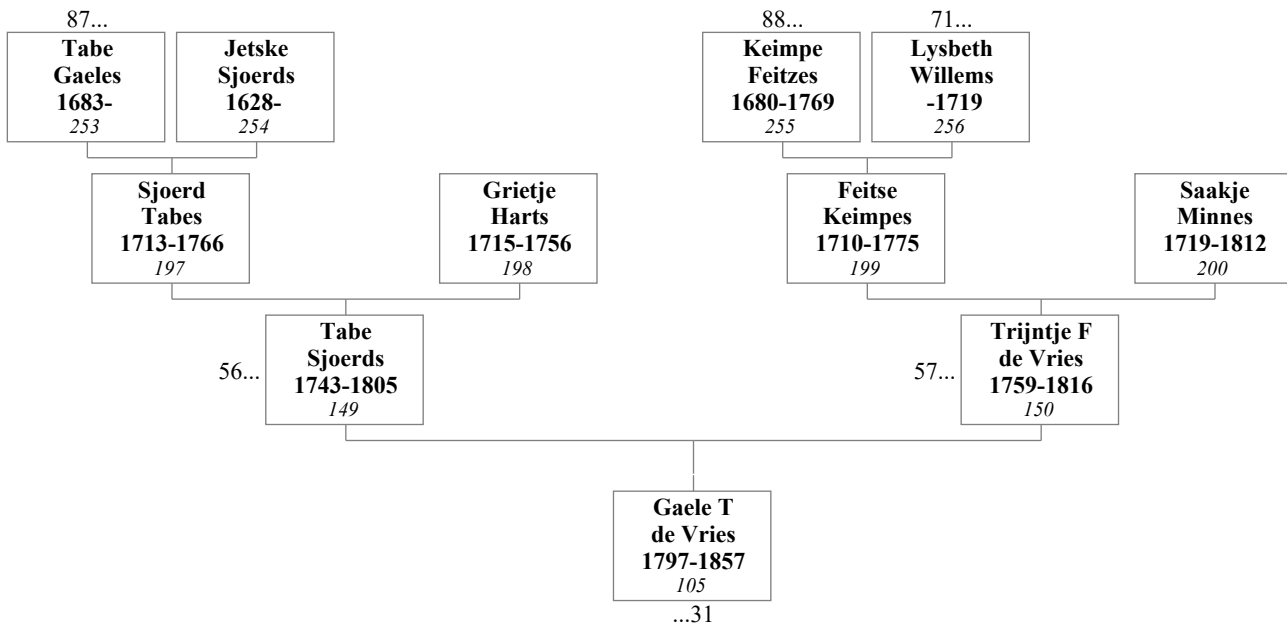 87...
88...
71...
Tabe
Gaeles
1683-
253
Jetske
Sjoerds
1628-
254
Keimpe
Feitzes
1680-1769
255
Lysbeth
Willems
-1719
256
Sjoerd
Tabes
1713-1766
197
Grietje
Harts
1715-1756
198
Feitse
Keimpes
1710-1775
199
Saakje
Minnes
1719-1812
200
56...
Tabe
Sjoerds
1743-1805
149
57...
Trijntje F
de Vries
1759-1816
150
Gaele T
de Vries
1797-1857
105
...31